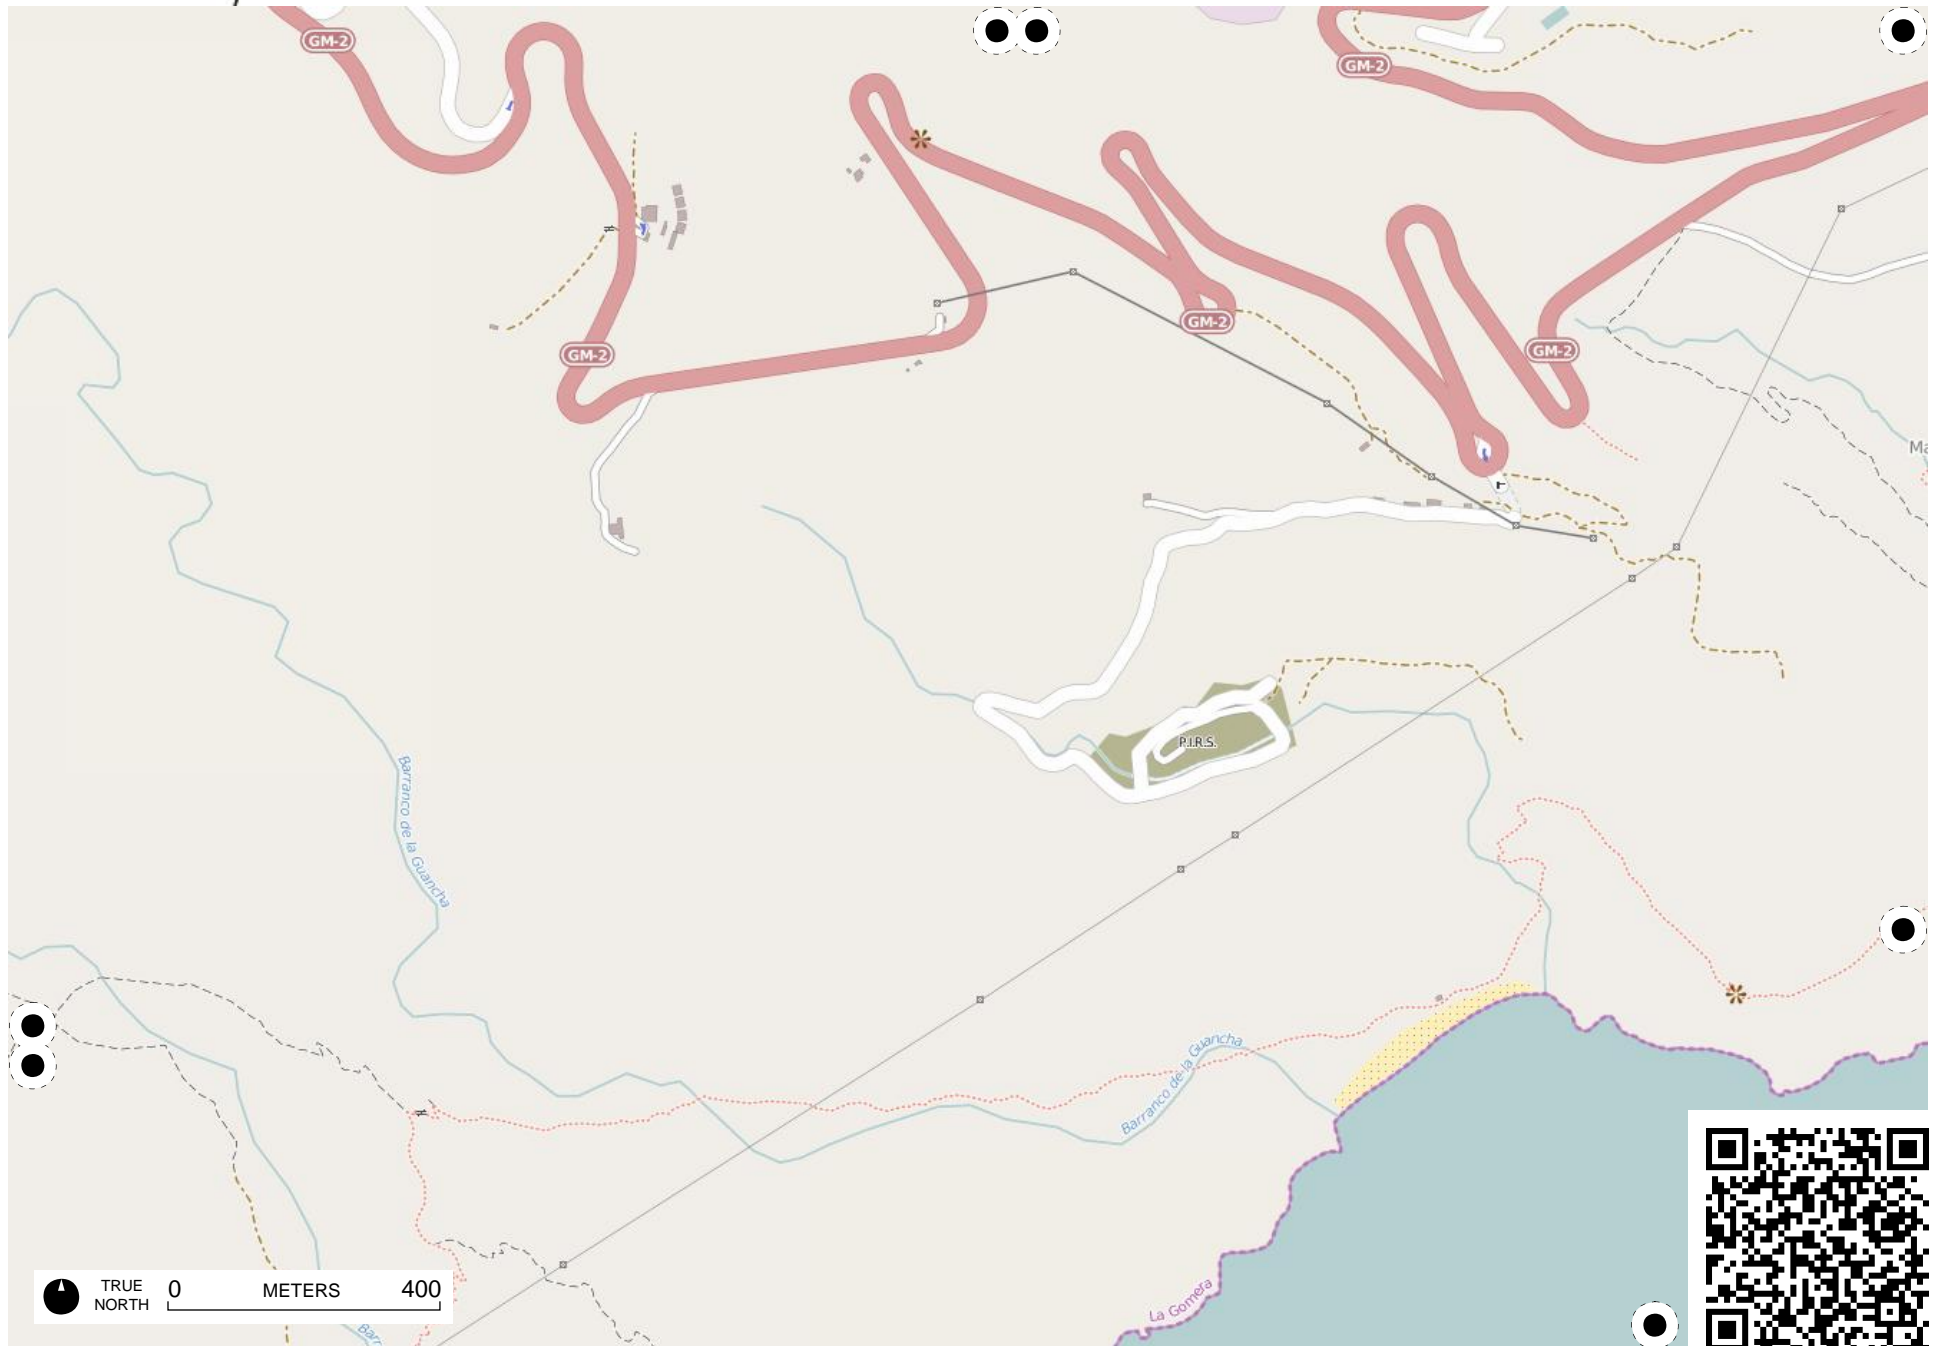 GM-2
GM-2
GM-2
GM-2
GM-2
P.I.R.S.
Barranco de la Guancha
Barranco de la Guancha
La Gomera
TRUE NORTH
0 METERS 400